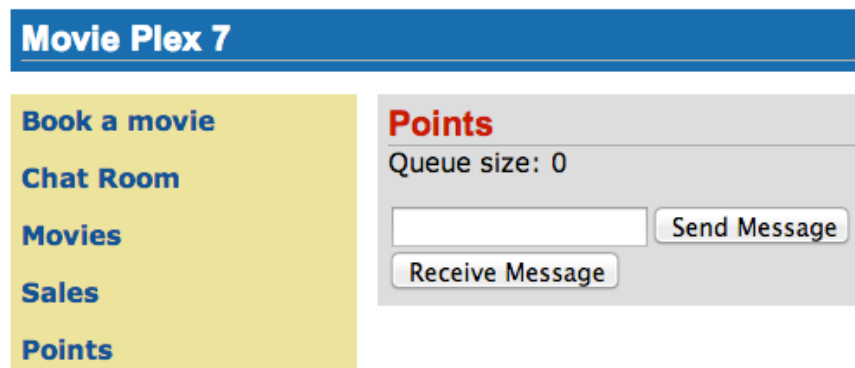 Movie Plex 7
Book a movie
Chat Room
Movies
Sales
Points
Points
Queue size: 0
Send Message
Receive Message